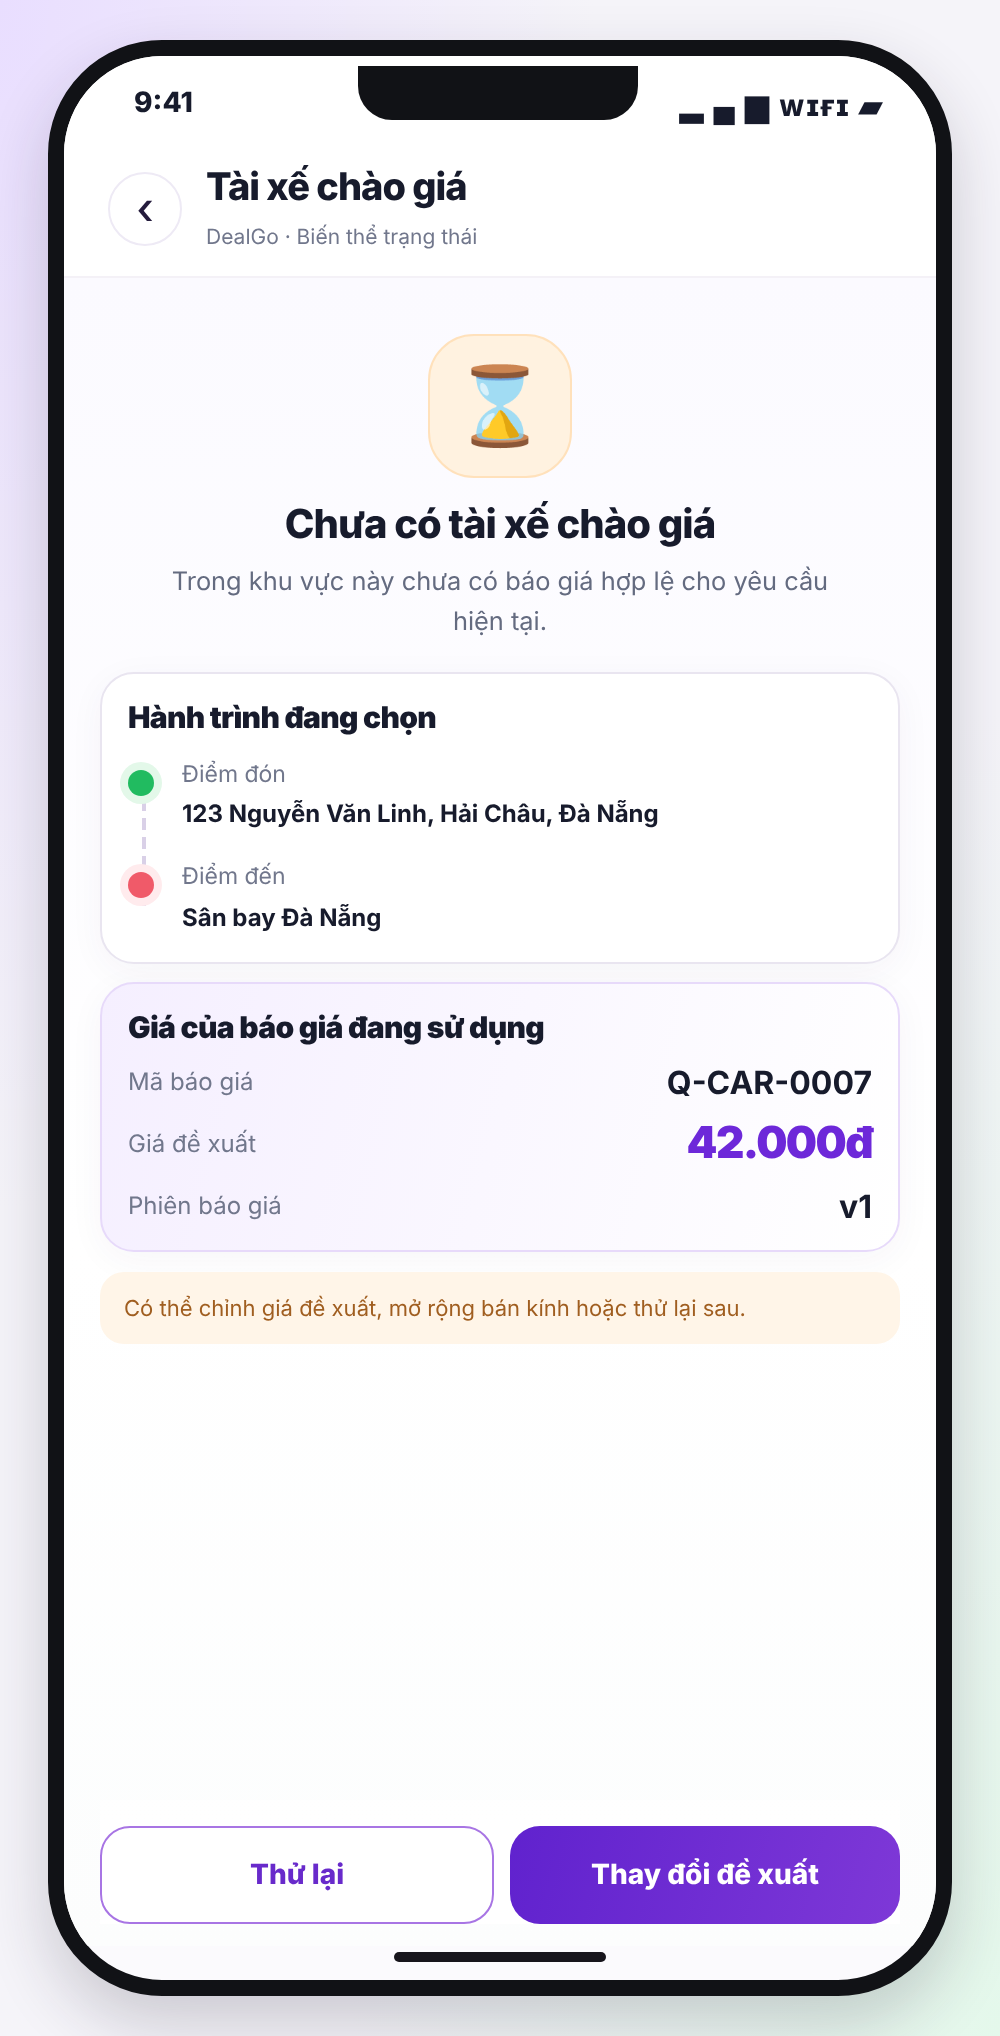 9:41
WIFI
Tài xế chào giá
DealGo · Biến thể trạng thái
Chưa có tài xế chào giá
Trong khu vực này chưa có báo giá hợp lệ cho yêu cầu
hiện tại.
Hành trình đang chọn
Điểm đón
123 Nguyễn Văn Linh, Hải Châu, Đà Nẵng
Điểm đến
Sân bay Đà Nẵng
Giá của báo giá đang sử dụng
Mã báo giá Q-CAR-0007
Giá đề xuất 42.000đ
Phiên báo giá v1
Có thể chỉnh giá đề xuất, mở rộng bán kính hoặc thử lại sau.
Thử lại
Thay đổi đề xuất